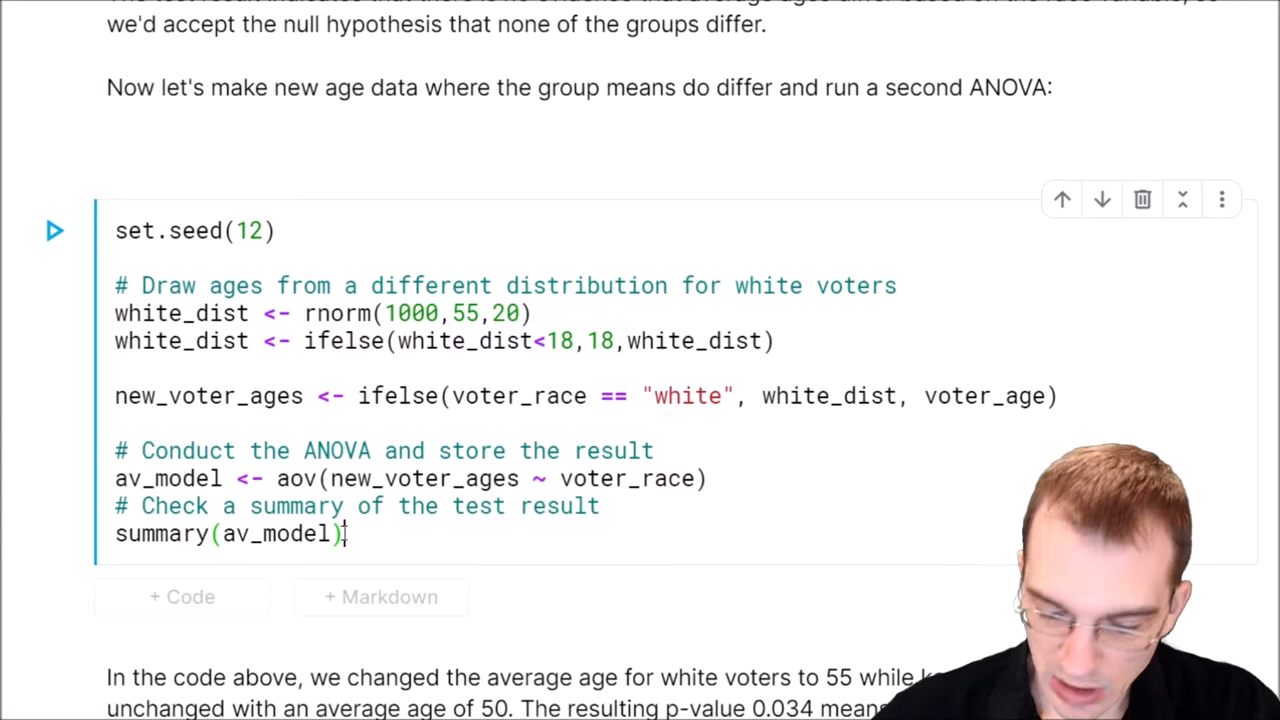 we'd accept the null hypothesis that none of the groups differ.
Now let's make new age data where the group means do differ and run a second ANOVA:
set.seed(12)
# Draw ages from a different distribution for white voters
white_dist <- rnorm(1000,55,20)
white_dist <- ifelse(white_dist<18,18,white_dist)
new_voter_ages <- ifelse(voter_race == "white", white_dist, voter_age)
# Conduct the ANOVA and store the result
av_model <- aov(new_voter_ages ~ voter_race)
# Check a summary of the test result
summary(av_model)
+ Code
+ Markdown
In the code above, we changed the average age for white voters to 55 while
unchanged with an average age of 50. The resulting p-value 0.034 means